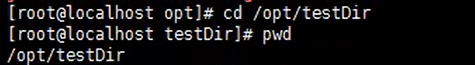 [root@localhost opt]# cd /opt/testDir
[root@localhost testDir]# pwd
/opt/testDir